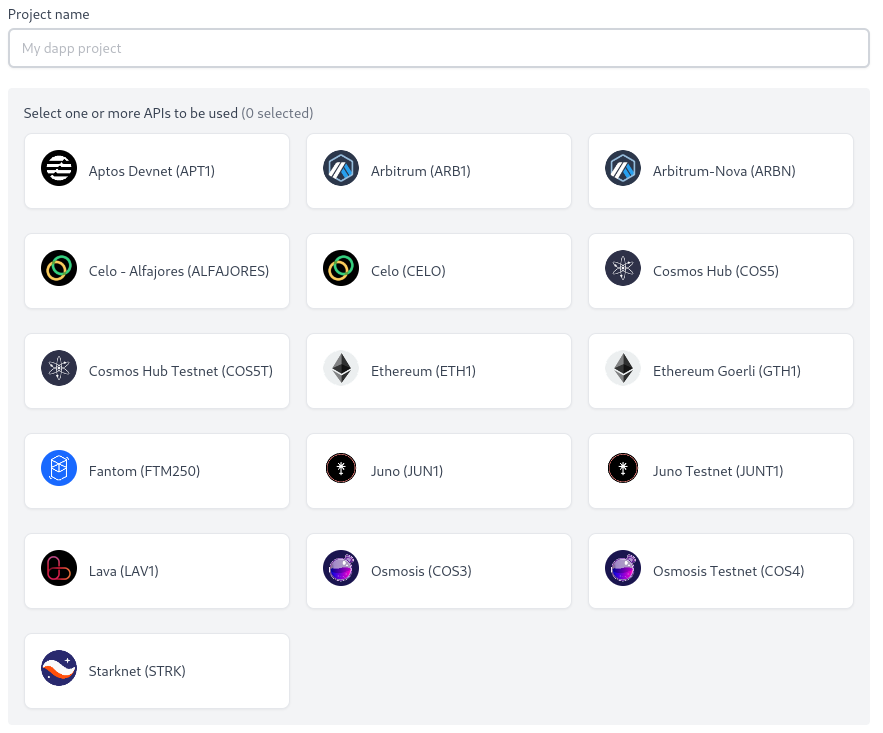 Project name
My dapp project
Select one or more APIs to be used (0 selected)
Aptos Devnet (APT1)
Arbitrum (ARB1)
Arbitrum-Nova (ARBN)
Celo - Alfajores (ALFAJORES)
Celo (CELO)
Cosmos Hub (COS5)
Cosmos Hub Testnet (COS5T)
Ethereum (ETH1)
Ethereum Goerli (GTH1)
Fantom (FTM250)
Juno (JUN1)
Juno Testnet (JUNT1)
Lava (LAV1)
Osmosis (COS3)
Osmosis Testnet (COS4)
Starknet (STRK)